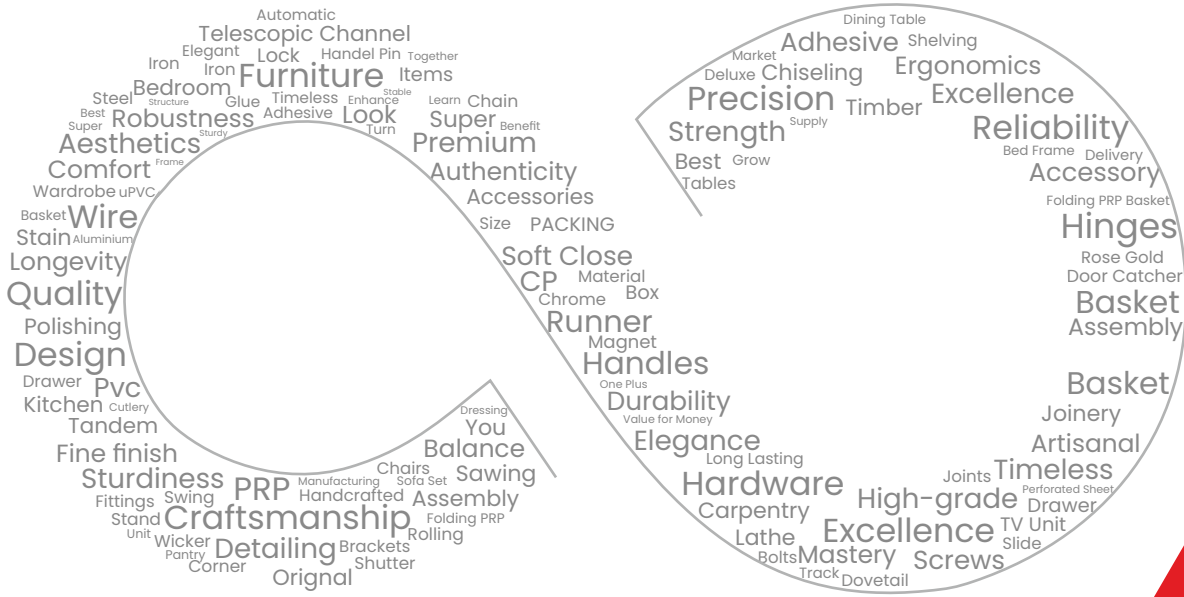 Automatic
Telescopic Channel
Elegant Lock Handel Pin Together
Iron Iron Furniture Items
Bedroom Stable
Steel Structure Glue Timeless Enhance Learn Chain
Best Robustness Adhesive Look Super Benefit
Super Sturdy Turn
Aesthetics Premium
Comfort Frame Authenticity
Wardrobe uPVC Accessories
Basket Wire Size PACKING
Stain Aluminium
Longevity Soft Close
Quality CP Material
Chrome Box
Polishing Runner
Design Magnet
Drawer Pvc Handles
Kitchen Cutlery One Plus
Tandem Durability
Value for Money
Fine finish Elegance
Sturdiness Long Lasting
Dressing
You
Balance
Chairs Sawing
PRP Manufacturing Sofa Set
Fittings Swing Handcrafted Assembly
Stand Craftsmanship Folding PRP
Unit Wicker Rolling
Pantry Detailing Brackets
Corner Shutter
Orignal
Dining Table
Market Adhesive Shelving
Deluxe Chiseling Ergonomics
Precision Timber Excellence
Strength Supply Reliability
Best Grow Bed Frame Delivery
Tables Accessory
Folding PRP Basket
Hinges
Rose Gold
Door Catcher
Basket
Assembly
Basket
Joinery
Artisanal
Joints Timeless
Hardware High-grade Perforated Sheet
Carpentry Drawer
Lathe Excellence TV Unit
Bolts Mastery Screws Slide
Track Dovetail